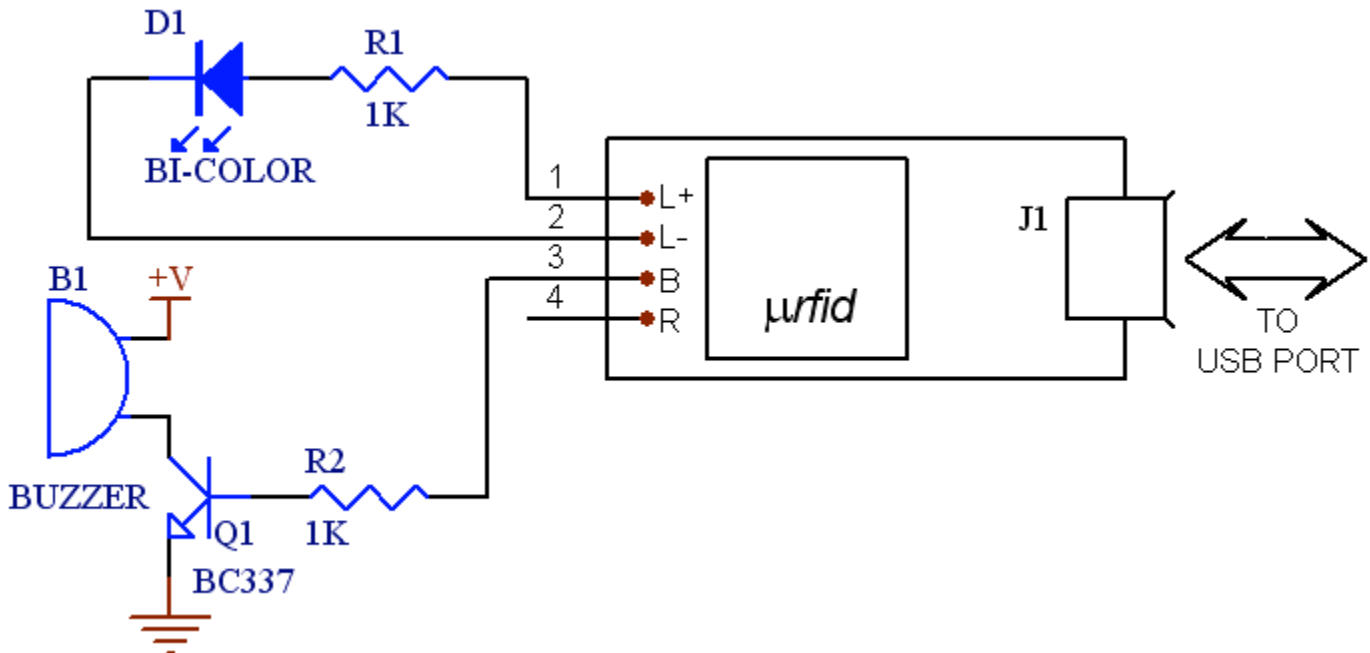 D1
R1
1K
BI-COLOR
1
L+
2
L-
3
B
4
R
µrfid
J1
TO
USB PORT
B1
+V
BUZZER
R2
1K
Q1
BC337